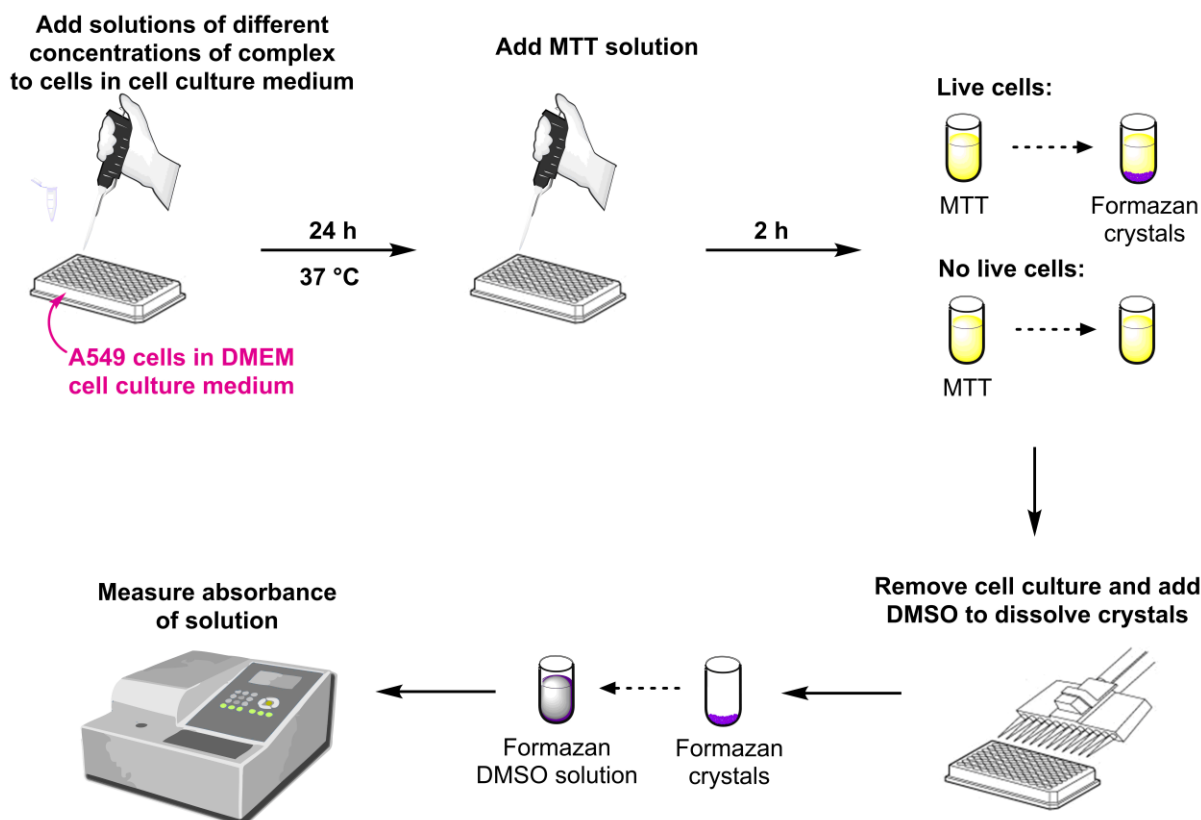 Add solutions of different
concentrations of complex
to cells in cell culture medium
24 h
37 °C
A549 cells in DMEM
cell culture medium
Add MTT solution
2 h
Live cells:
MTT
Formazan
crystals
No live cells:
MTT
Remove cell culture and add
DMSO to dissolve crystals
Formazan
crystals
Formazan
DMSO solution
Measure absorbance
of solution